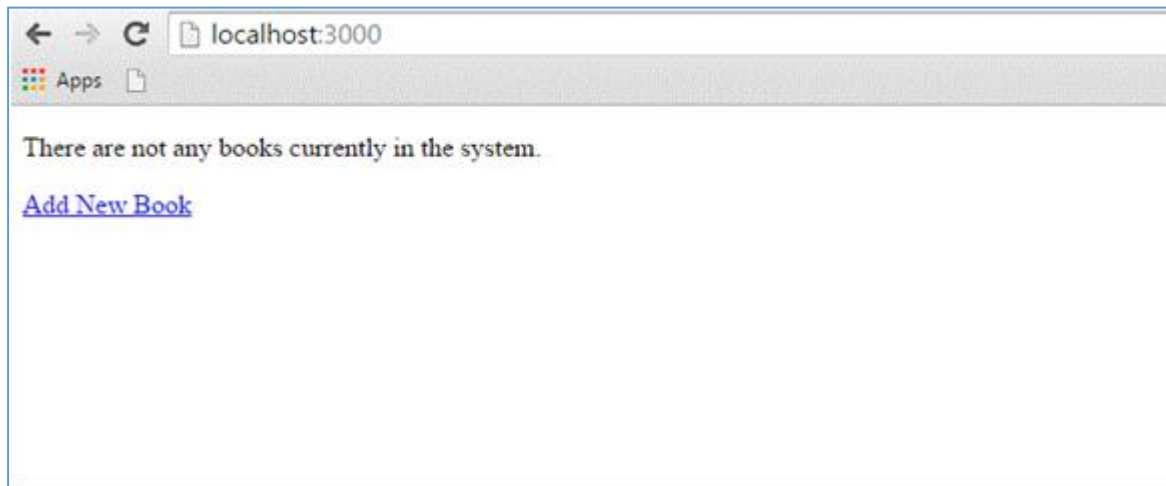 localhost:3000
Apps
There are not any books currently in the system.
Add New Book